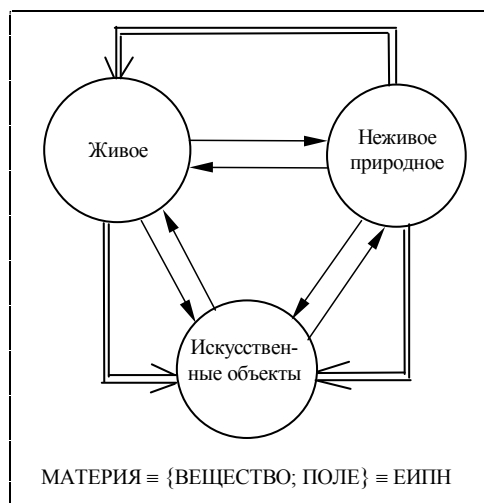 Живое
Неживое
природное
Искусствен-
ные объекты
МАТЕРИЯ ≡ {ВЕЩЕСТВО; ПОЛЕ} ≡ ЕИПН